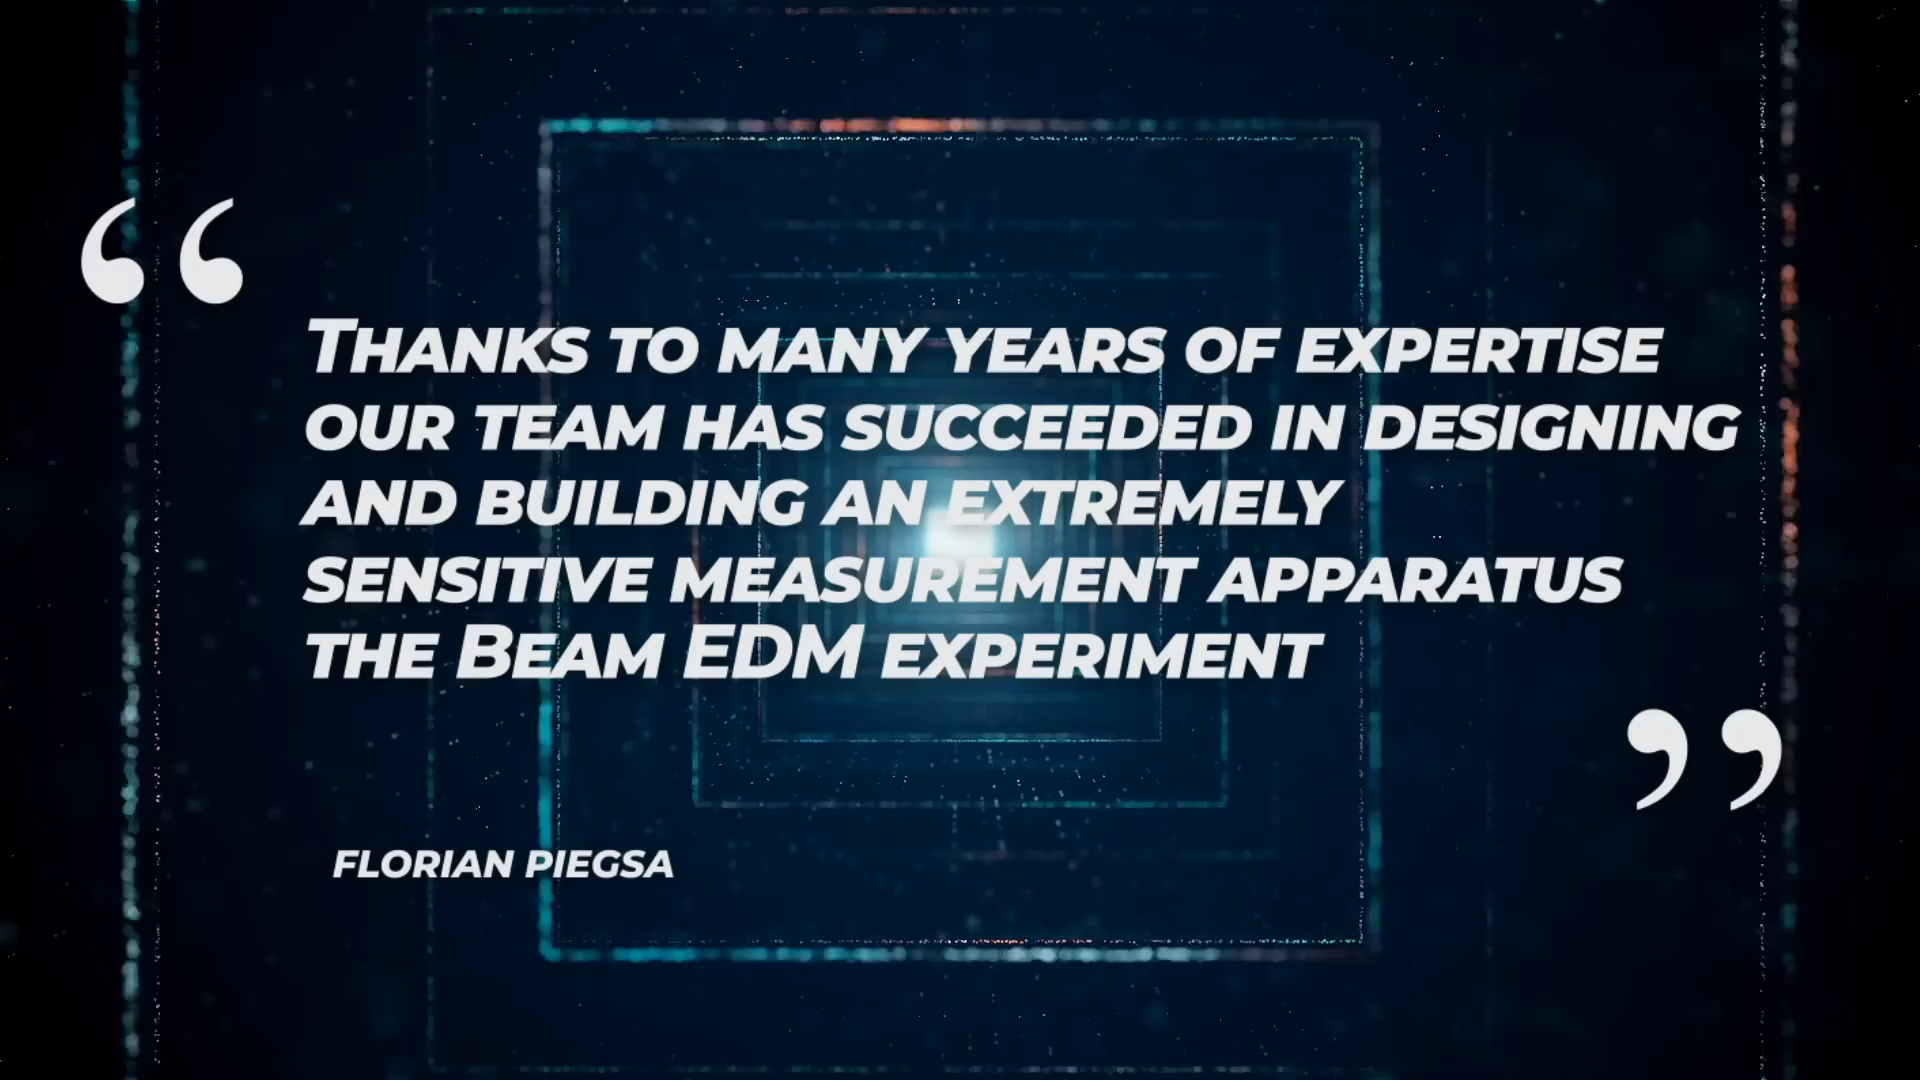 “
Thanks to many years of expertise
our team has succeeded in designing
and building an extremely
sensitive measurement apparatus
the Beam EDM experiment
”
FLORIAN PIEGSA